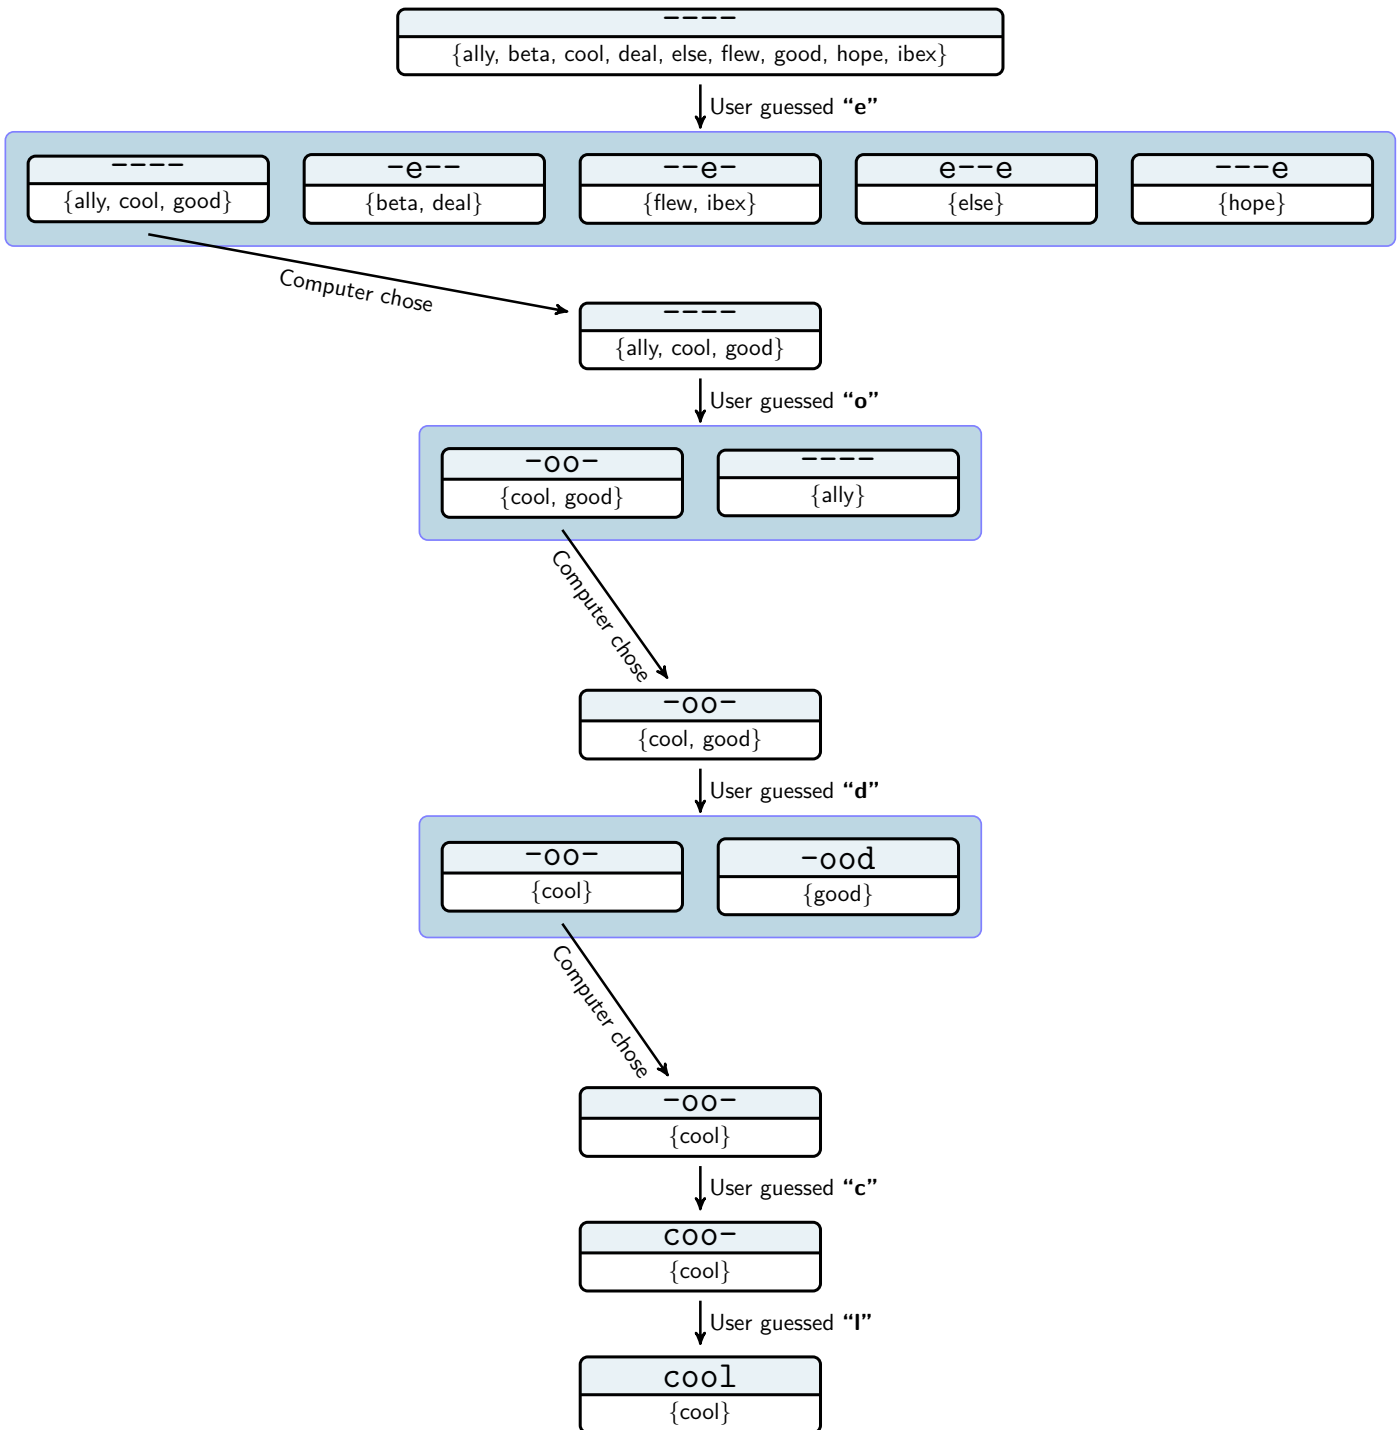 ----
{ally, beta, cool, deal, else, flew, good, hope, ibex}
User guessed “e”
---- -e-- --e- e--e ---e
{ally, cool, good} {beta, deal} {flew, ibex} {else} {hope}
Computer chose
----
{ally, cool, good}
User guessed “o”
-oo- ----
{cool, good} {ally}
Computer chose
-oo-
{cool, good}
User guessed “d”
-oo- -ood
{cool} {good}
Computer chose
-oo-
{cool}
User guessed “c”
coo-
{cool}
User guessed “l”
cool
{cool}